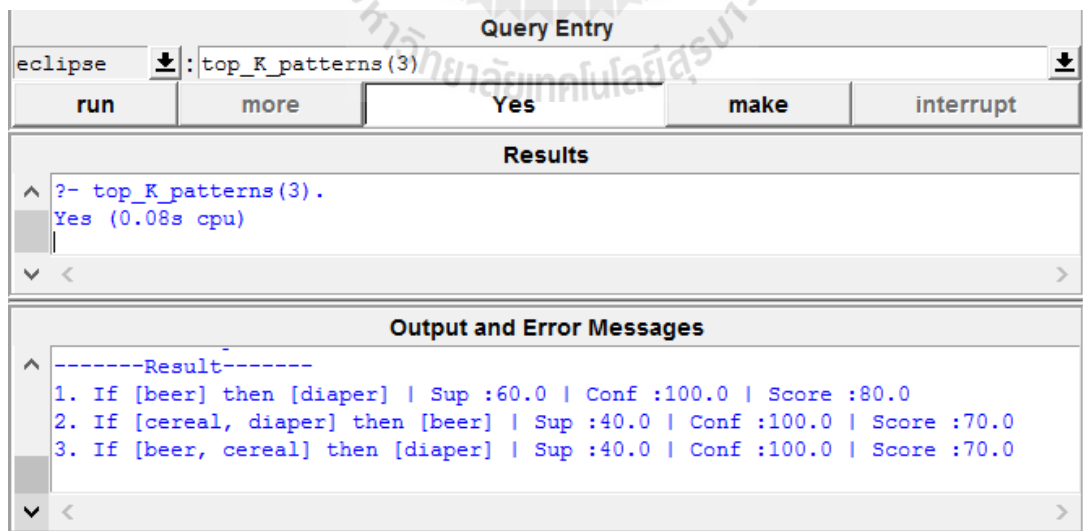 Query Entry
eclipse : top_K_patterns(3)
run more Yes make interrupt
Results
?- top_K_patterns(3).
Yes (0.08s cpu)
Output and Error Messages
-------Result-------
1. If [beer] then [diaper] | Sup :60.0 | Conf :100.0 | Score :80.0
2. If [cereal, diaper] then [beer] | Sup :40.0 | Conf :100.0 | Score :70.0
3. If [beer, cereal] then [diaper] | Sup :40.0 | Conf :100.0 | Score :70.0